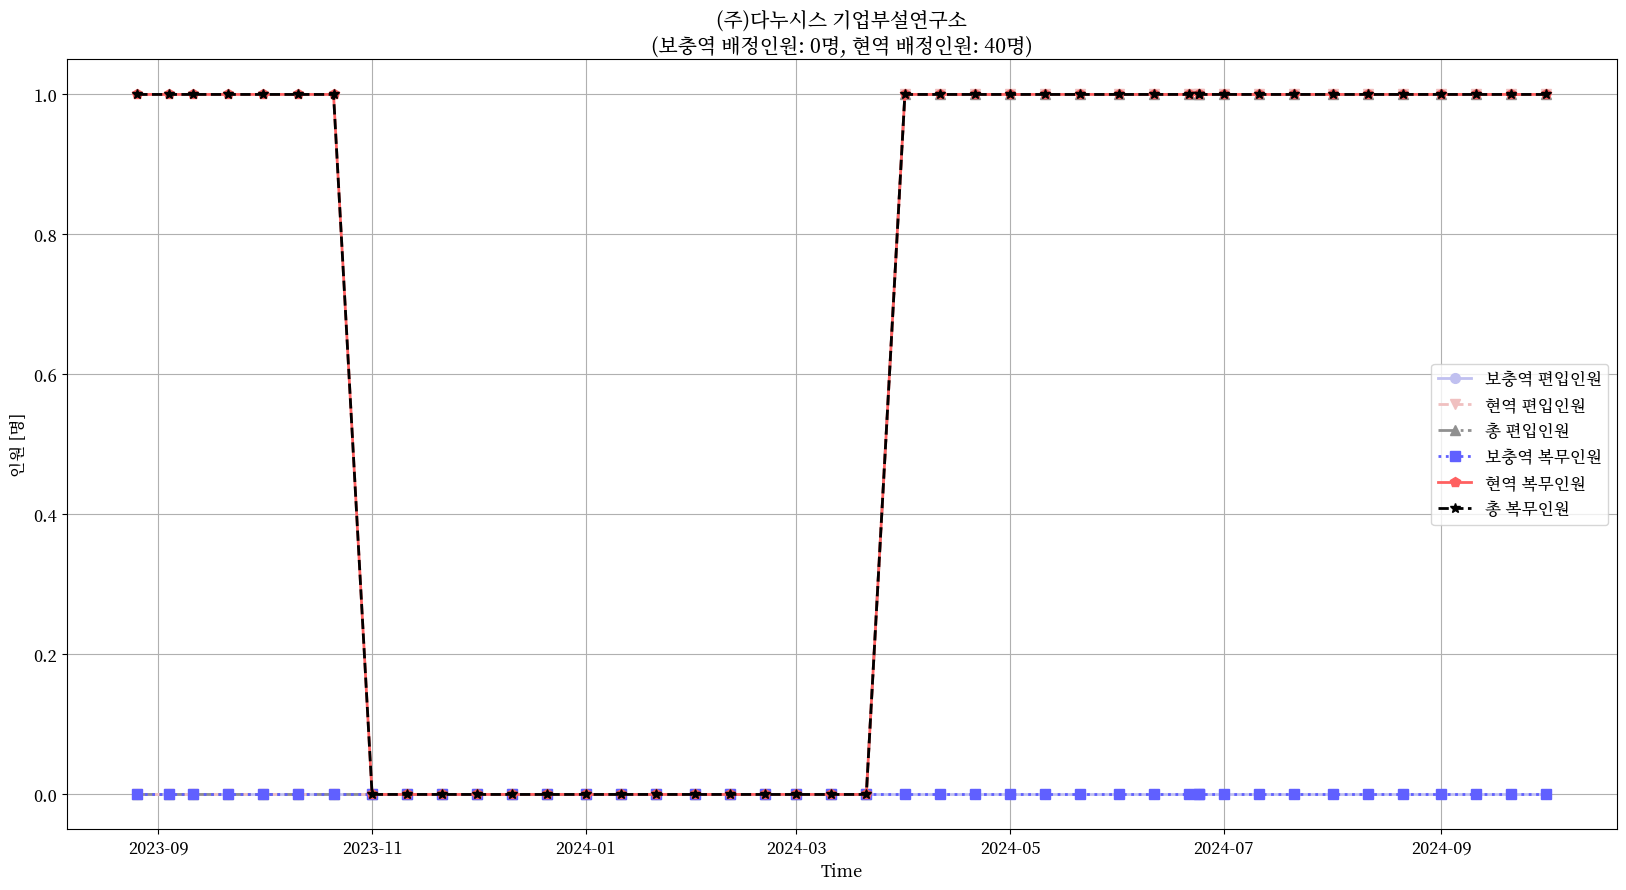 (주)다누시스 기업부설연구소
(보충역 배정인원: 0명, 현역 배정인원: 40명)
1.0
0.8
0.6
0.4
0.2
0.0
인원 [명]
보충역 편입인원
현역 편입인원
총 편입인원
보충역 복무인원
현역 복무인원
총 복무인원
2023-09
2023-11
2024-01
2024-03
2024-05
2024-07
2024-09
Time